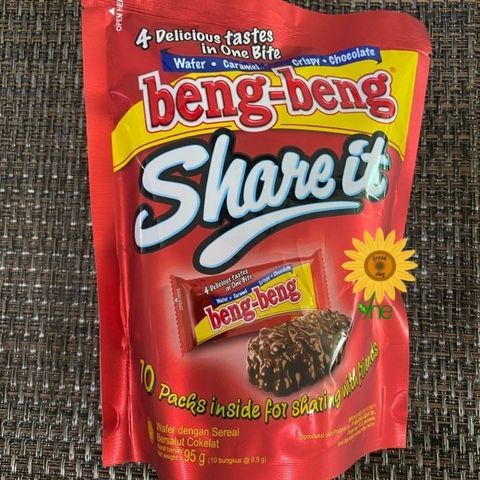 OPEN HERE
4 Delicious tastes
in One Bite
Wafer • Caramel • Crispy • Chocolate
beng-beng
Share it
4 Delicious tastes
in One Bite
Wafer • Caramel • Crispy • Chocolate
beng-beng
fresh
day
he
10 Packs inside for sharing with friends
Wafer dengan Sereal
Bersalut Cokelat
95 g (10 bungkus @ 9,5 g)